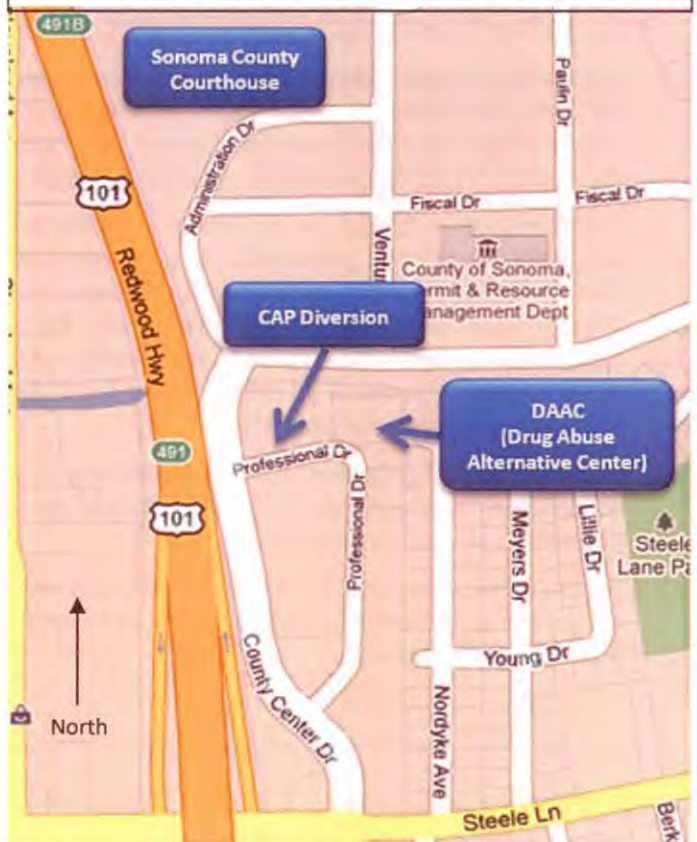 491B
Sonoma County
Courthouse
Paulin Dr
Administration Dr
101
Fiscal Dr
Fiscal Dr
Redwood Hwy
Ventur
County of Sonoma,
ermit & Resource
anagement Dept
CAP Diversion
DAAC
(Drug Abuse
Alternative Center)
491
Professional Dr
101
Professional Dr
Meyers Dr
Lillie Dr
Steele
Lane Pa
Young Dr
County Center Dr
North
Nordyke Ave
Steele Ln
Berk